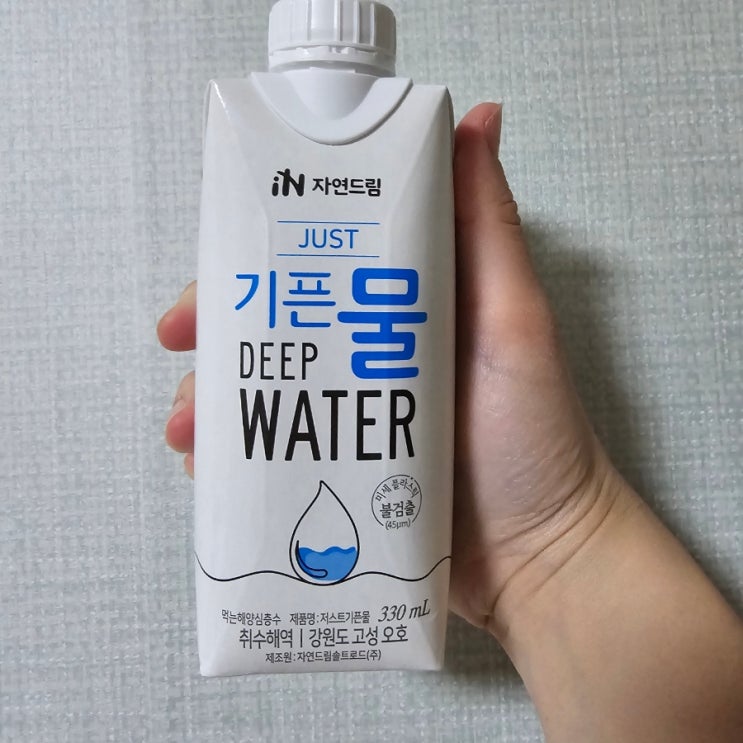 iN 자연드림
JUST
기픈물
DEEP
WATER
미세 플라스틱
불검출
(45μm)
먹는해양심층수 제품명:저스트기픈물 330 mL
취수해역 | 강원도 고성 오호
제조원:자연드림솔트로드(주)